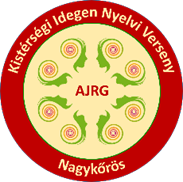 Kistérségi Idegen Nyelvi Verseny
AJRG
Nagykőrös